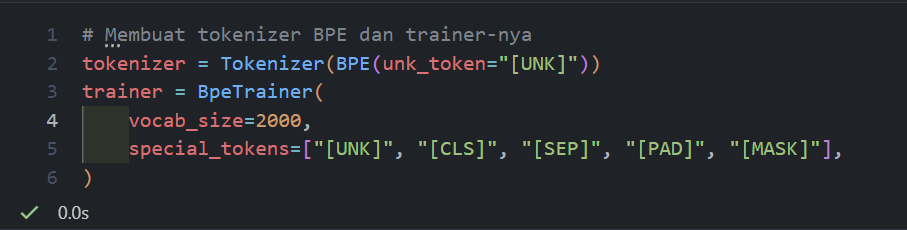 1 # Membuat tokenizer BPE dan trainer-nya
2 tokenizer = Tokenizer(BPE(unk_token="[UNK]"))
3 trainer = BpeTrainer(
4     vocab_size=2000,
5     special_tokens=["[UNK]", "[CLS]", "[SEP]", "[PAD]", "[MASK]"],
6 )
0.0s